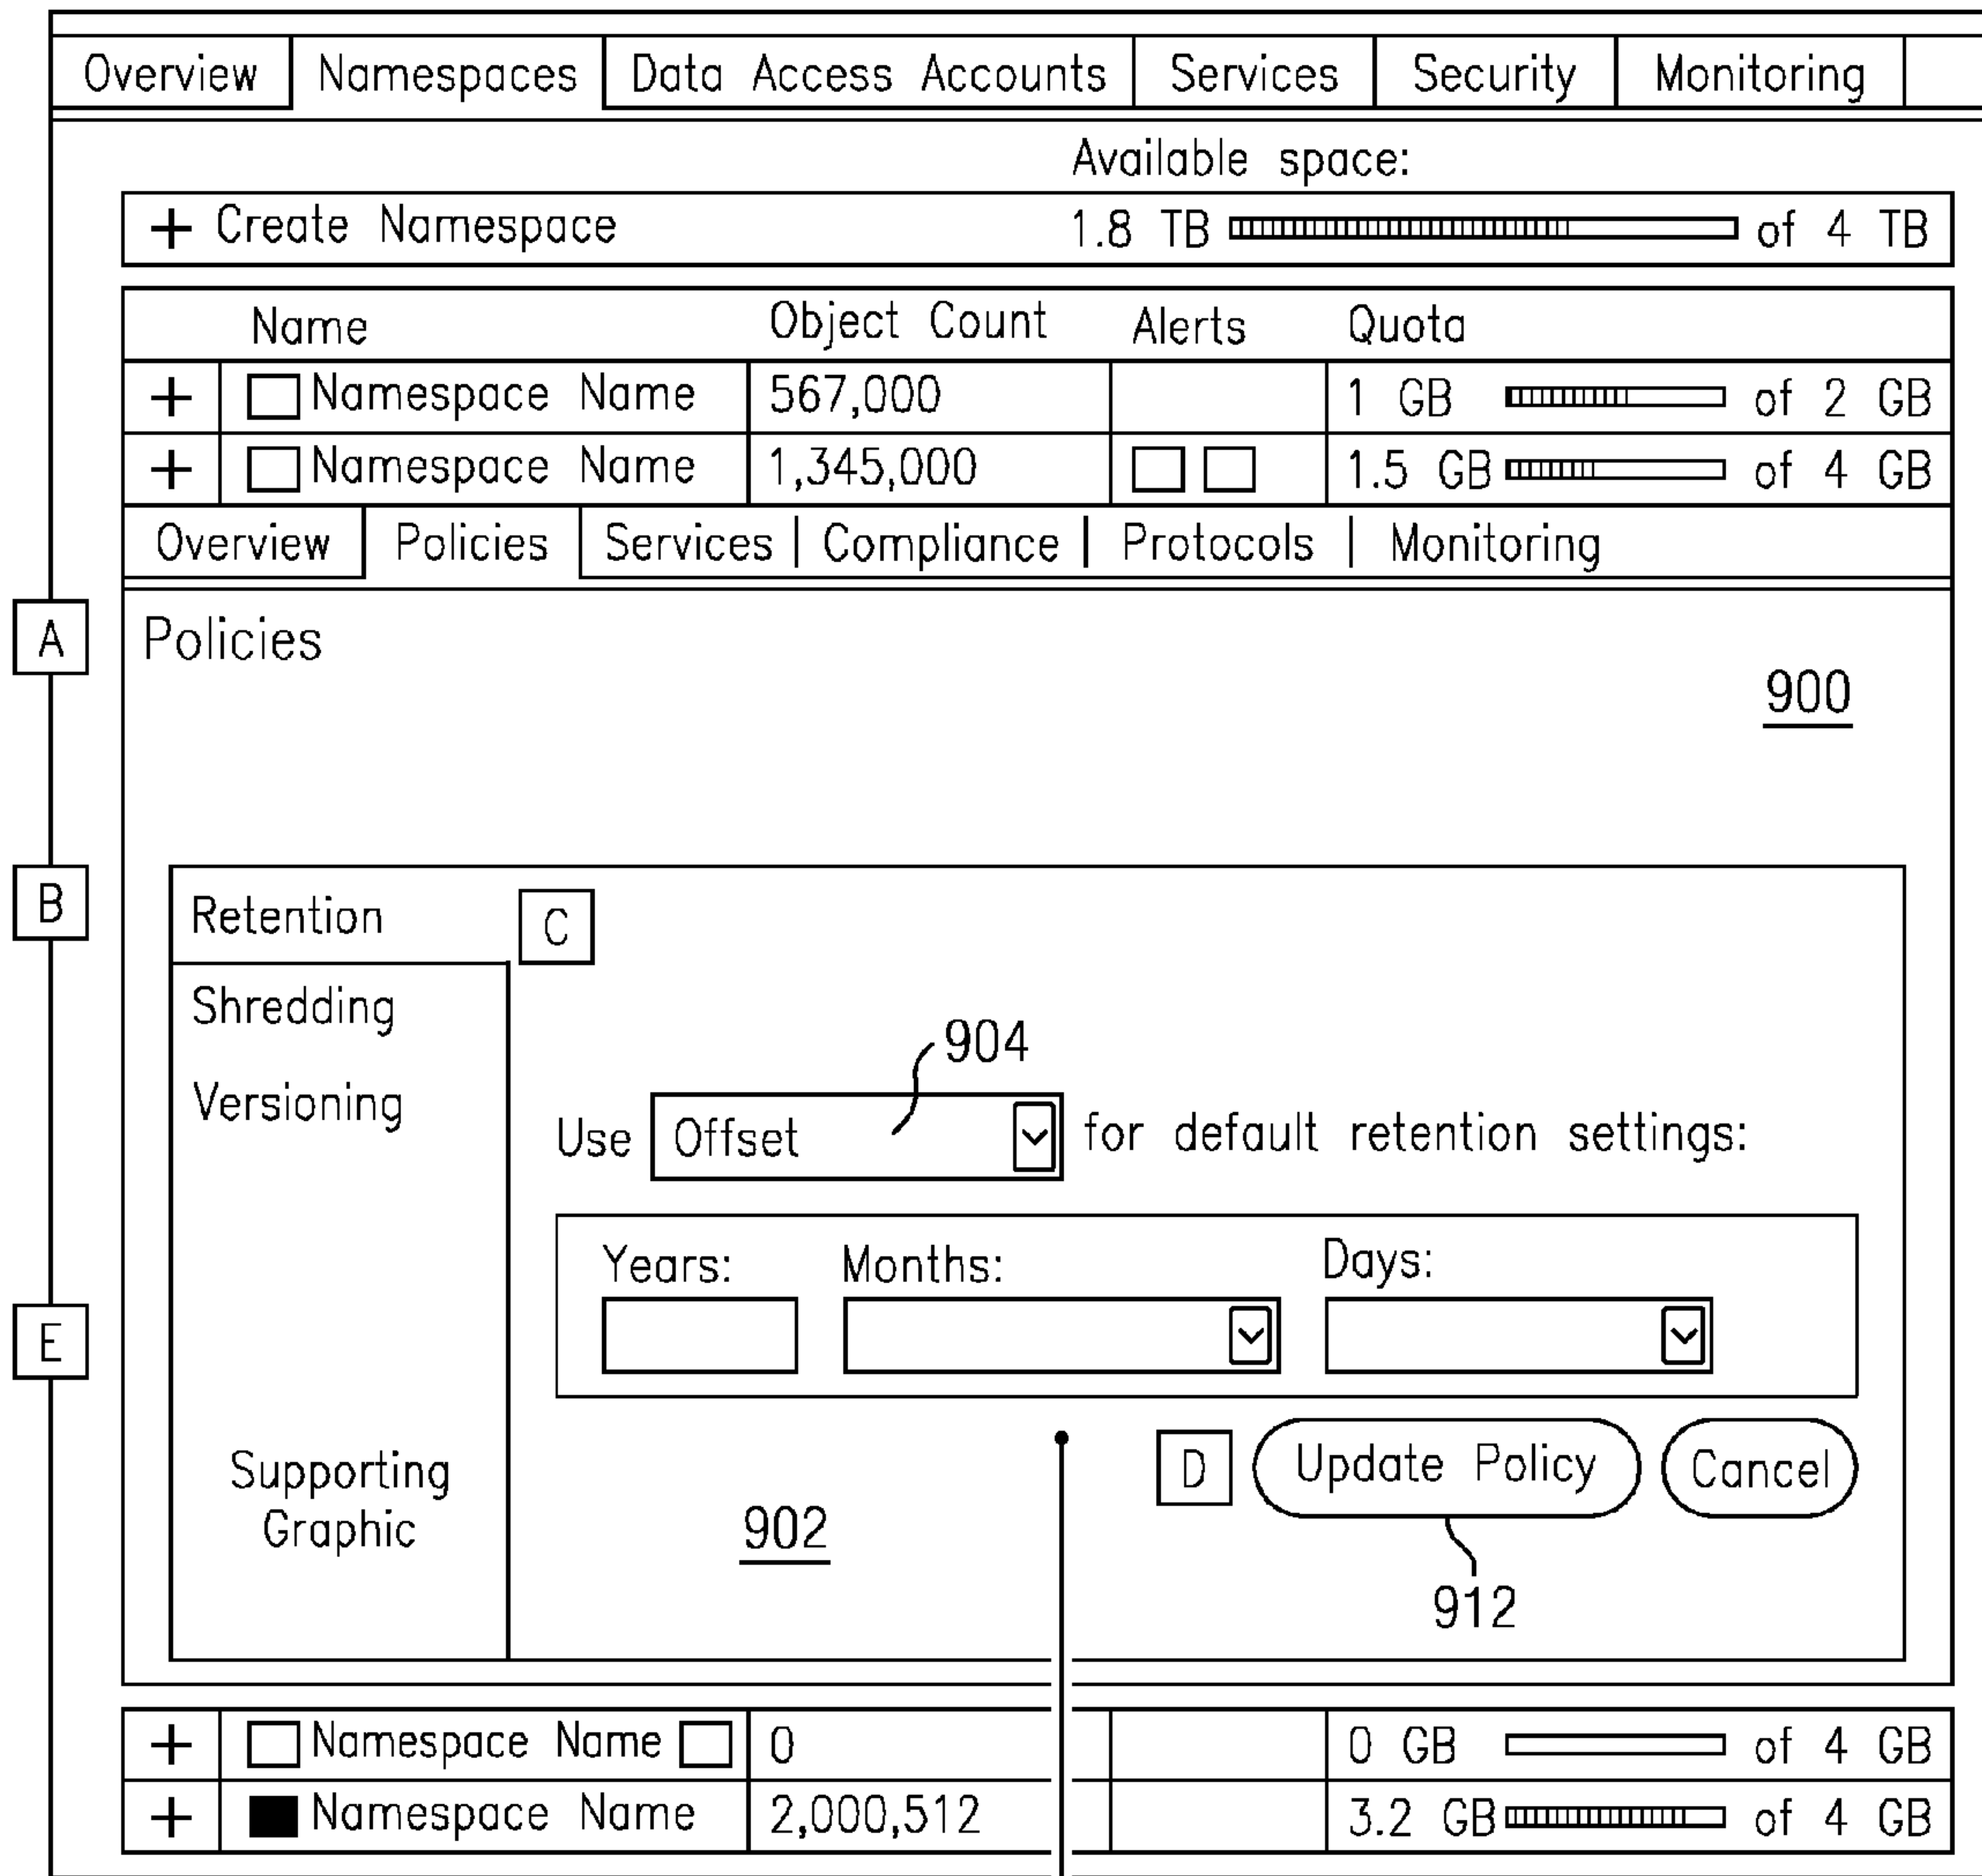 Overview Namespaces Data Access Accounts Services Security Monitoring
Available space:
+ Create Namespace 1.8 TB of 4 TB
Name Object Count Alerts Quota
+ Namespace Name 567,000 1 GB of 2 GB
+ Namespace Name 1,345,000 1.5 GB of 4 GB
Overview Policies Services | Compliance | Protocols | Monitoring
A Policies
900
B Retention C
Shredding
904
Versioning
Use Offset for default retention settings:
Years: Months: Days:
E
D Update Policy Cancel
Supporting
Graphic
902
912
+ Namespace Name 0 0 GB of 4 GB
+ Namespace Name 2,000,512 3.2 GB of 4 GB